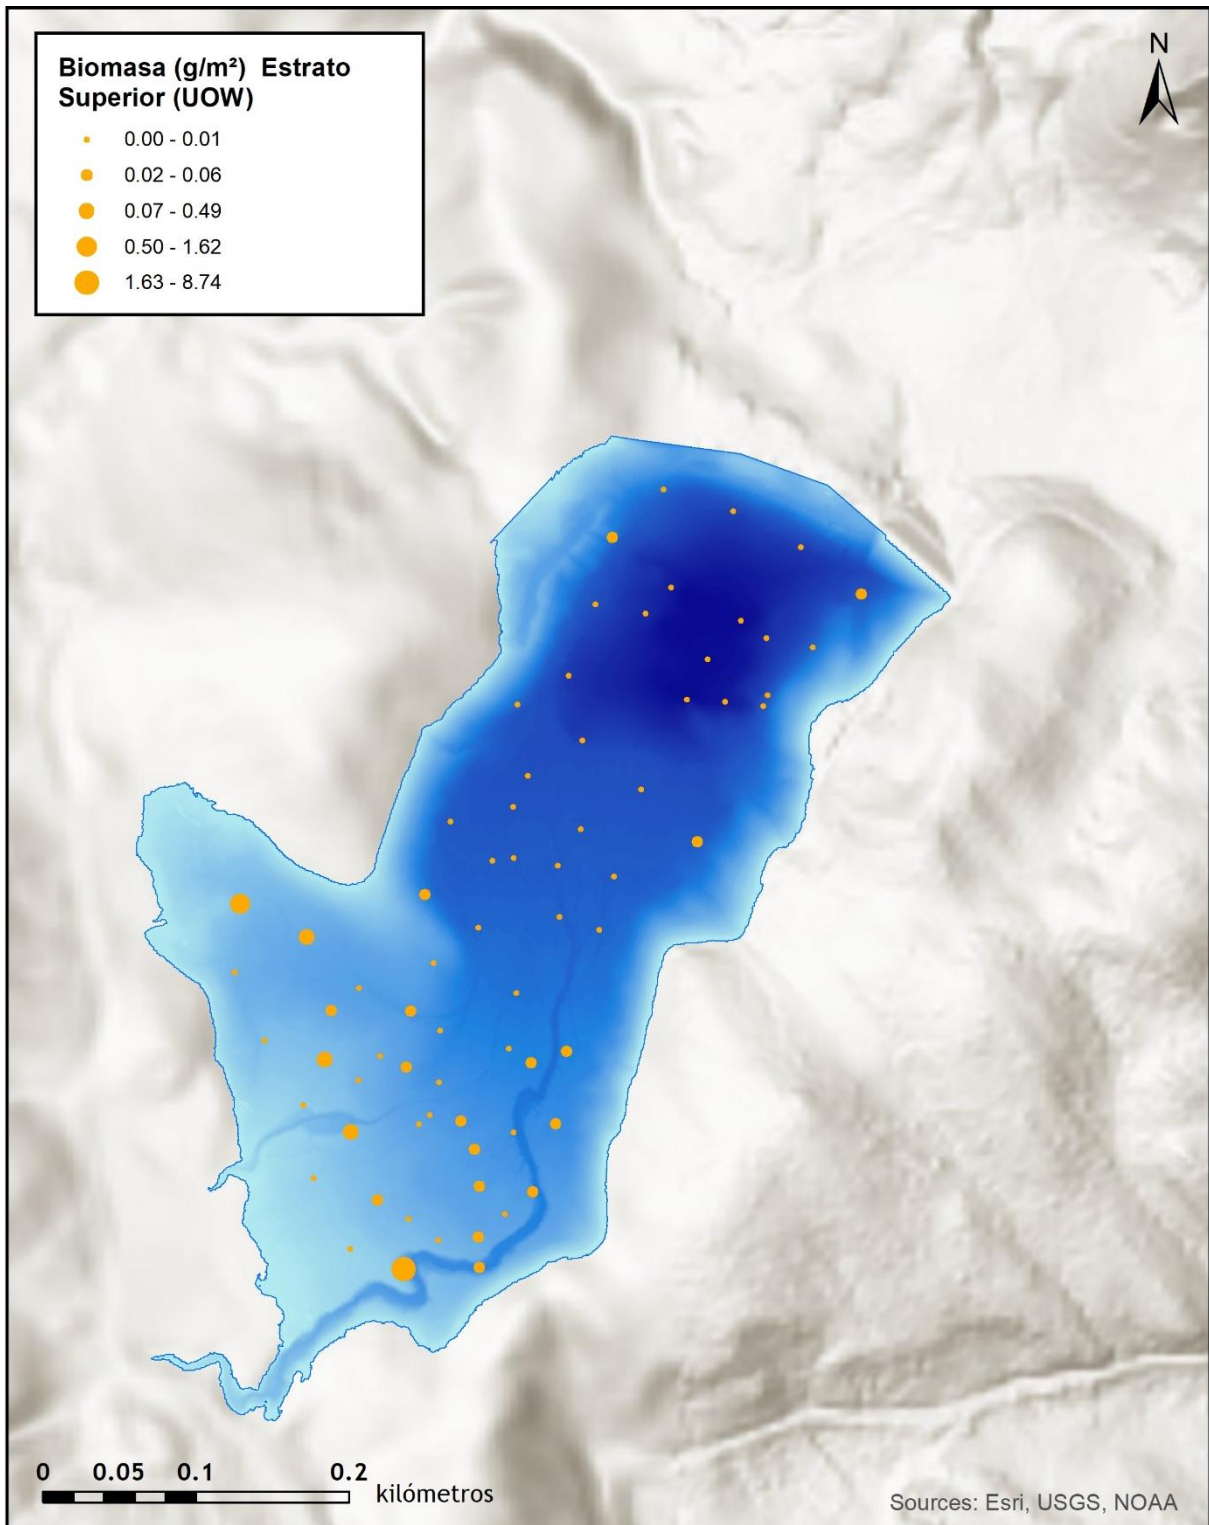 Biomasa (g/m²) Estrato
Superior (UOW)
0.00 - 0.01
0.02 - 0.06
0.07 - 0.49
0.50 - 1.62
1.63 - 8.74
N
0 0.05 0.1 0.2
kilómetros
Sources: Esri, USGS, NOAA